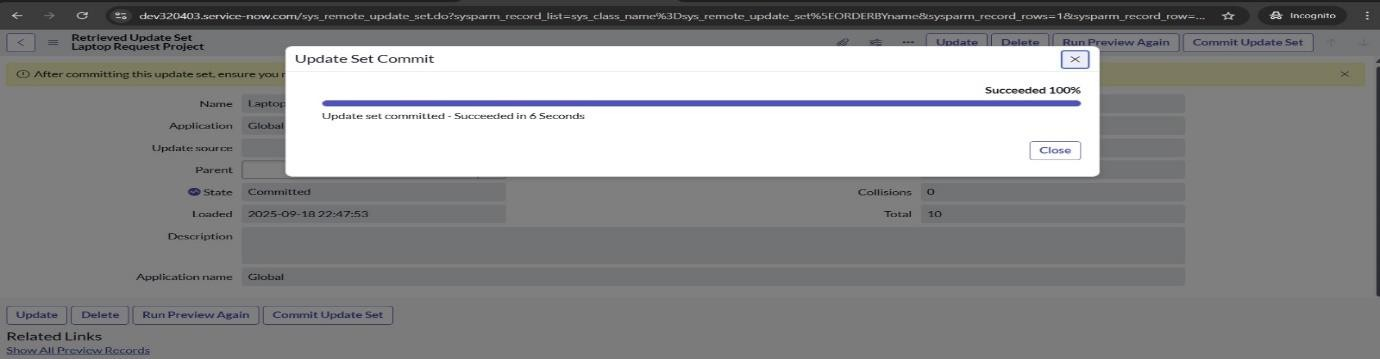 dev320403.service-now.com/sys_remote_update_set.do?sysparm_record_list=sys_class_name%3Dsys_remote_update_set%5EORDERBYname&sysparm_record_rows=1&sysparm_record_row=...
Incognito
Retrieved Update Set
Laptop Request Project
Update Delete Run Preview Again Commit Update Set
Update Set Commit
After committing this update set, ensure you r
Succeeded 100%
Update set committed - Succeeded in 6 Seconds
Close
Name Laptop
Application Global
Update source
Parent
State Committed Collisions 0
Loaded 2025-09-18 22:47:53 Total 10
Description
Application name Global
Update Delete Run Preview Again Commit Update Set
Related Links
Show All Preview Records